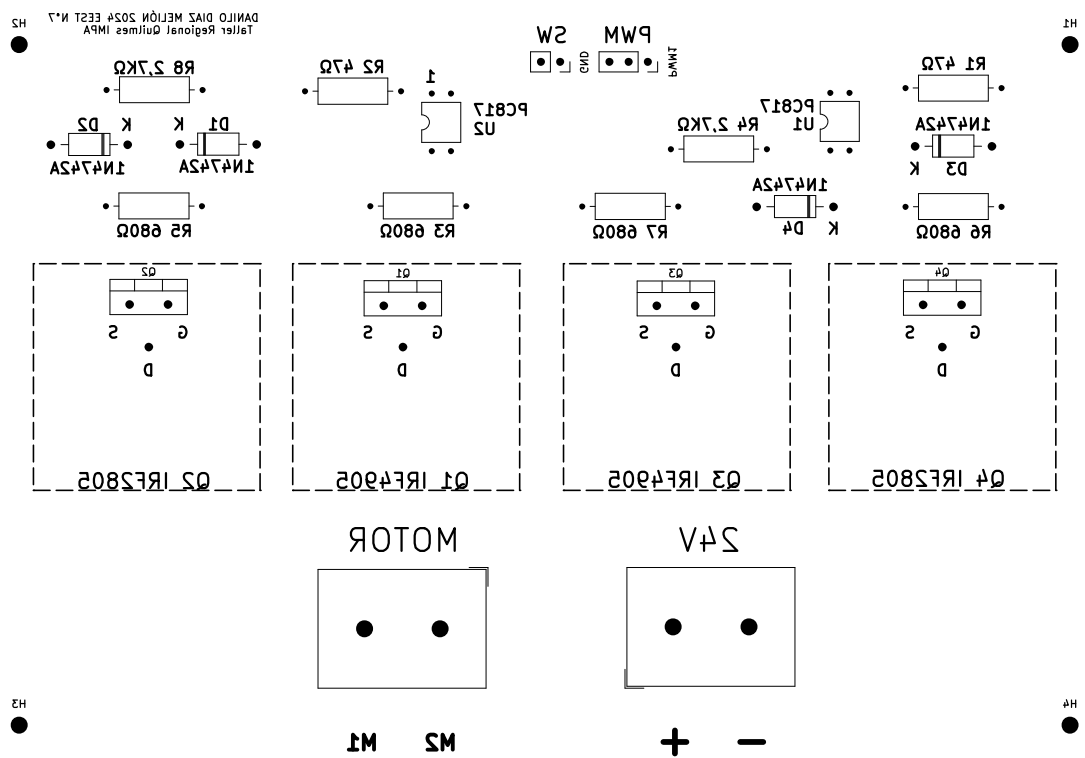 DANILO DIAZ MELIÓN 2024 EEST N°7
Taller Regional Quilmes IMPA
H2
H1
SW
PWM
GND
PWM1
R8 2,7KΩ
R2 47Ω
1
PC817
U2
PC817
U1
R1 47Ω
D2
K
K
D1
1N4742A
1N4742A
R4 2,7KΩ
1N4742A
K
D3
1N4742A
D4
K
R5 680Ω
R3 680Ω
R7 680Ω
R6 680Ω
Q2
Q1
Q3
Q4
S
G
S
G
S
G
S
G
D
D
D
D
Q2 IRF2805
Q1 IRF4905
Q3 IRF4905
Q4 IRF2805
MOTOR
24V
H3
H4
M1
M2
+
−